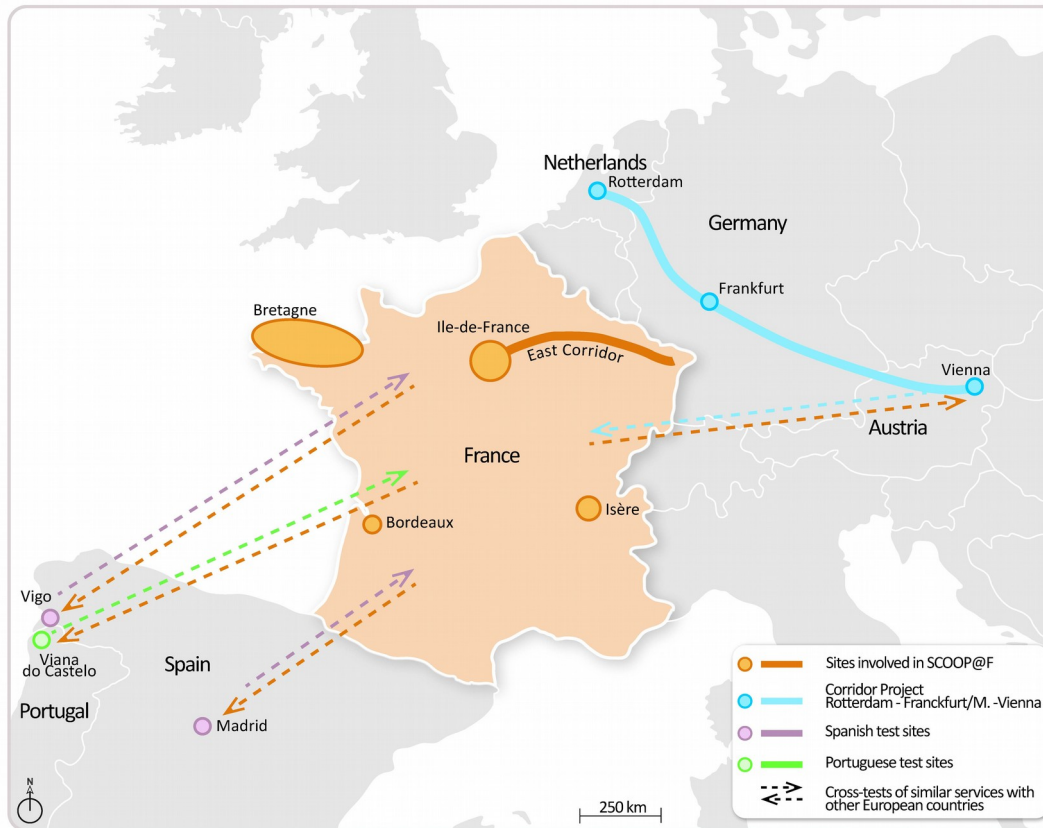 Netherlands
Rotterdam
Germany
Frankfurt
Bretagne
Ile-de-France
East Corridor
Vienna
Austria
France
Isère
Bordeaux
Vigo
Viana
do Castelo
Spain
Portugal
Madrid
Sites involved in SCOOP@F
Corridor Project
Rotterdam - Franckfurt/M. -Vienna
Spanish test sites
Portuguese test sites
Cross-tests of similar services with
other European countries
N
250 km